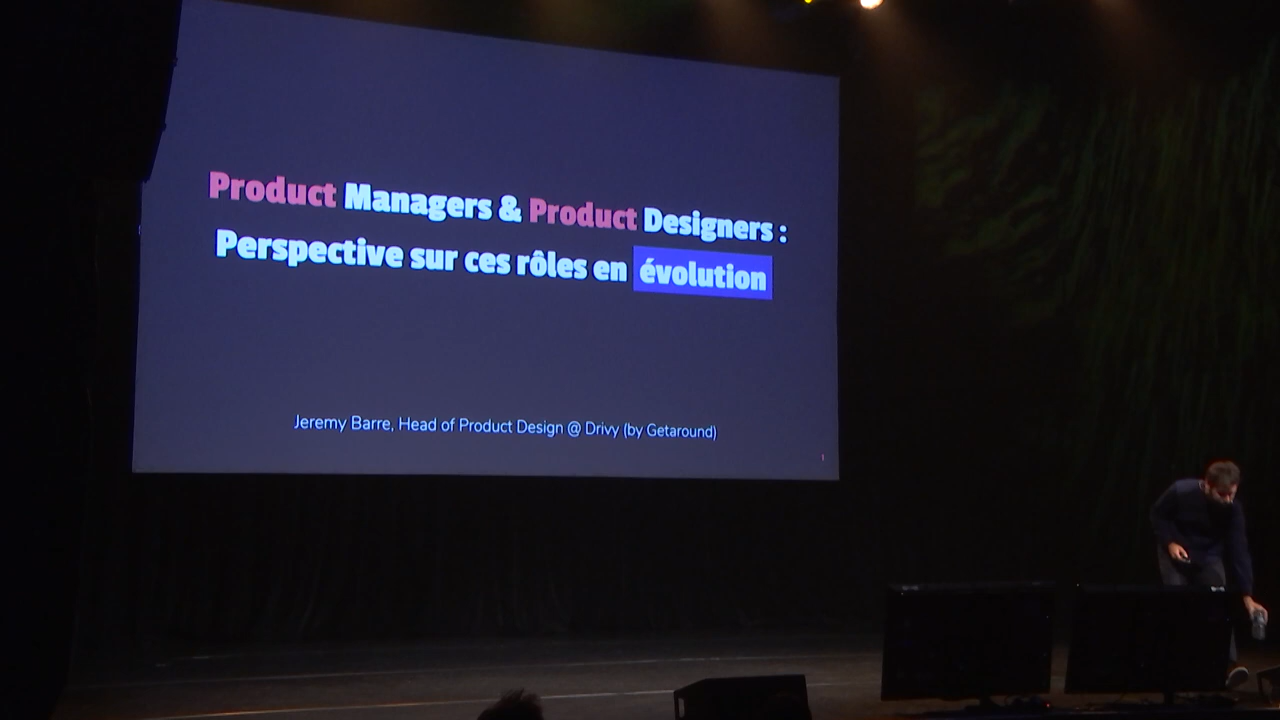 Product Managers & Product Designers :
Perspective sur ces rôles en évolution
Jeremy Barre, Head of Product Design @ Drivy (by Getaround)
1